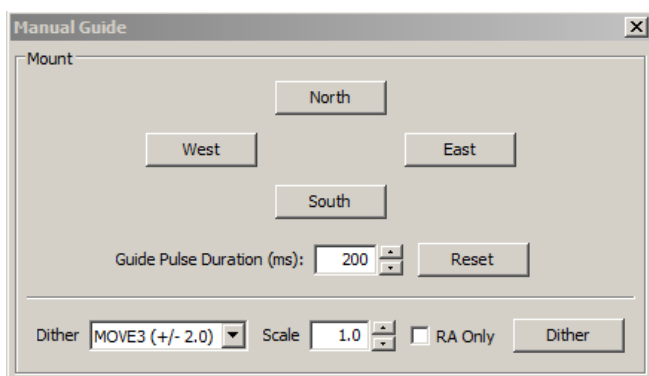 Manual Guide
Mount
North
West East
South
Guide Pulse Duration (ms): 200 Reset
Dither MOVE3 (+/- 2.0) Scale 1.0 RA Only Dither